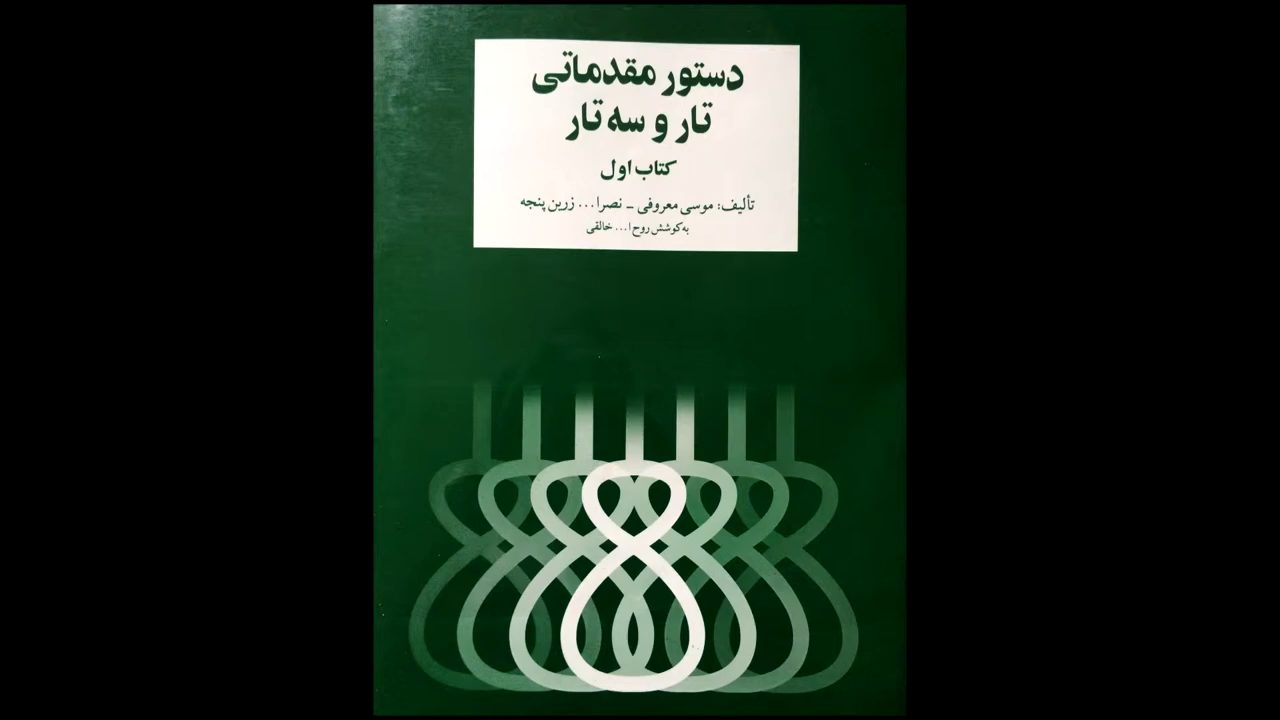 دستور مقدماتی
تار و سه تار
کتاب اول
تألیف: موسی معروفی - نصرا... زرین پنجه
به کوشش روح ا... خالقی